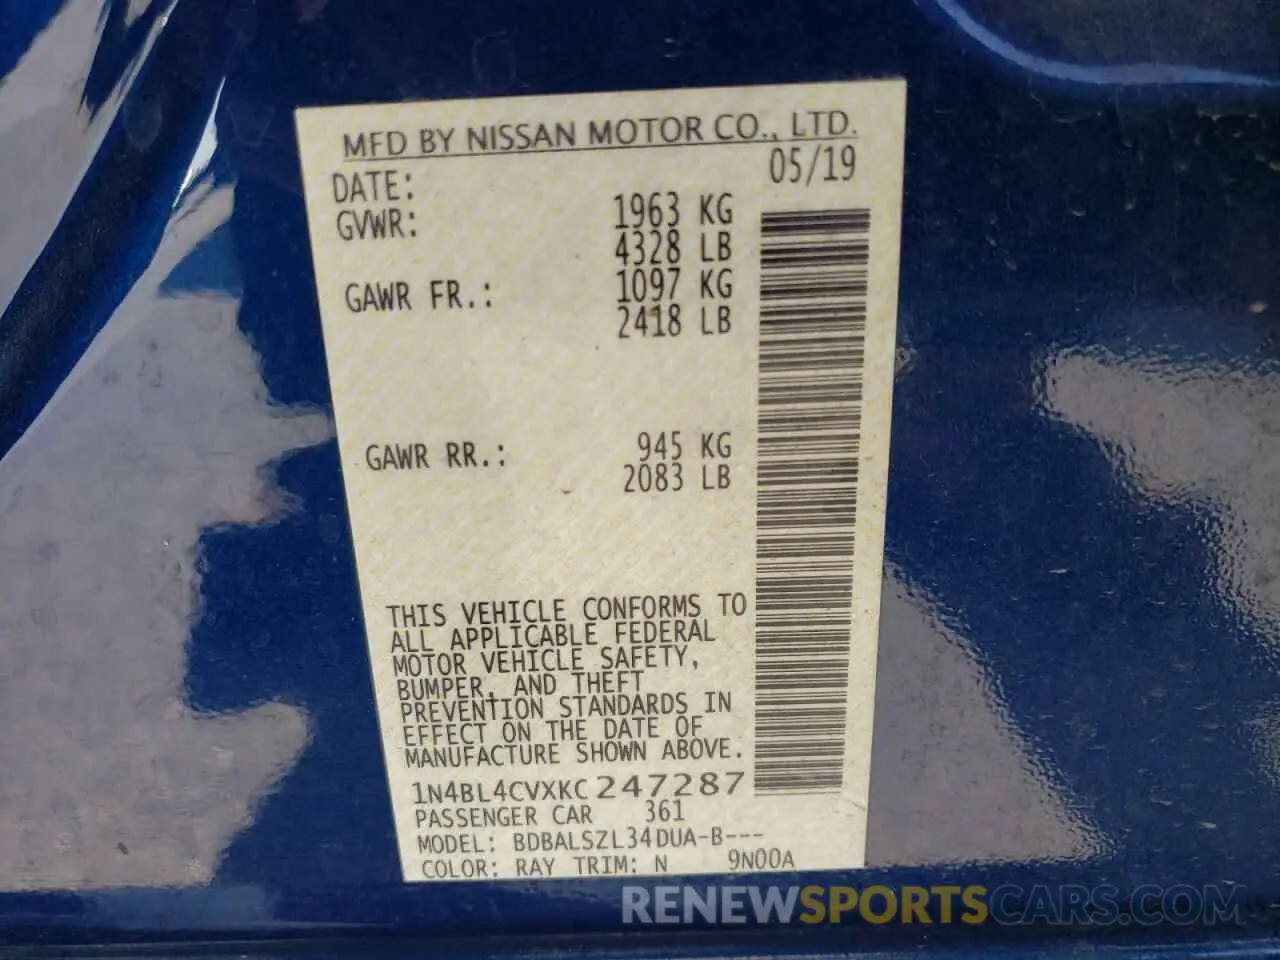 MFD BY NISSAN MOTOR CO., LTD.
DATE: 05/19
GVWR: 1963 KG
4328 LB
GAWR FR.: 1097 KG
2418 LB
GAWR RR.: 945 KG
2083 LB
THIS VEHICLE CONFORMS TO
ALL APPLICABLE FEDERAL
MOTOR VEHICLE SAFETY,
BUMPER, AND THEFT
PREVENTION STANDARDS IN
EFFECT ON THE DATE OF
MANUFACTURE SHOWN ABOVE.
1N4BL4CVXKC247287
PASSENGER CAR 361
MODEL: BDBALSZL34DUA-B---
COLOR: RAY TRIM: N 9N00A
RENEWSPORTSCARS.COM